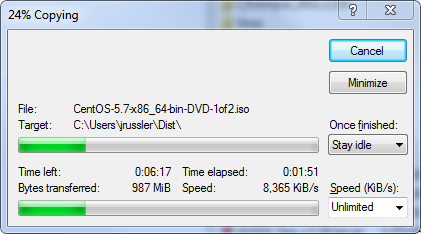 24% Copying
Cancel
Minimize
File: CentOS-5.7-x86_64-bin-DVD-1of2.iso
Target: C:\Users\jrussler\Dist\
Once finished:
Stay idle
Time left: 0:06:17 Time elapsed: 0:01:51
Bytes transferred: 987 MiB Speed: 8,365 KiB/s
Speed (KiB/s):
Unlimited